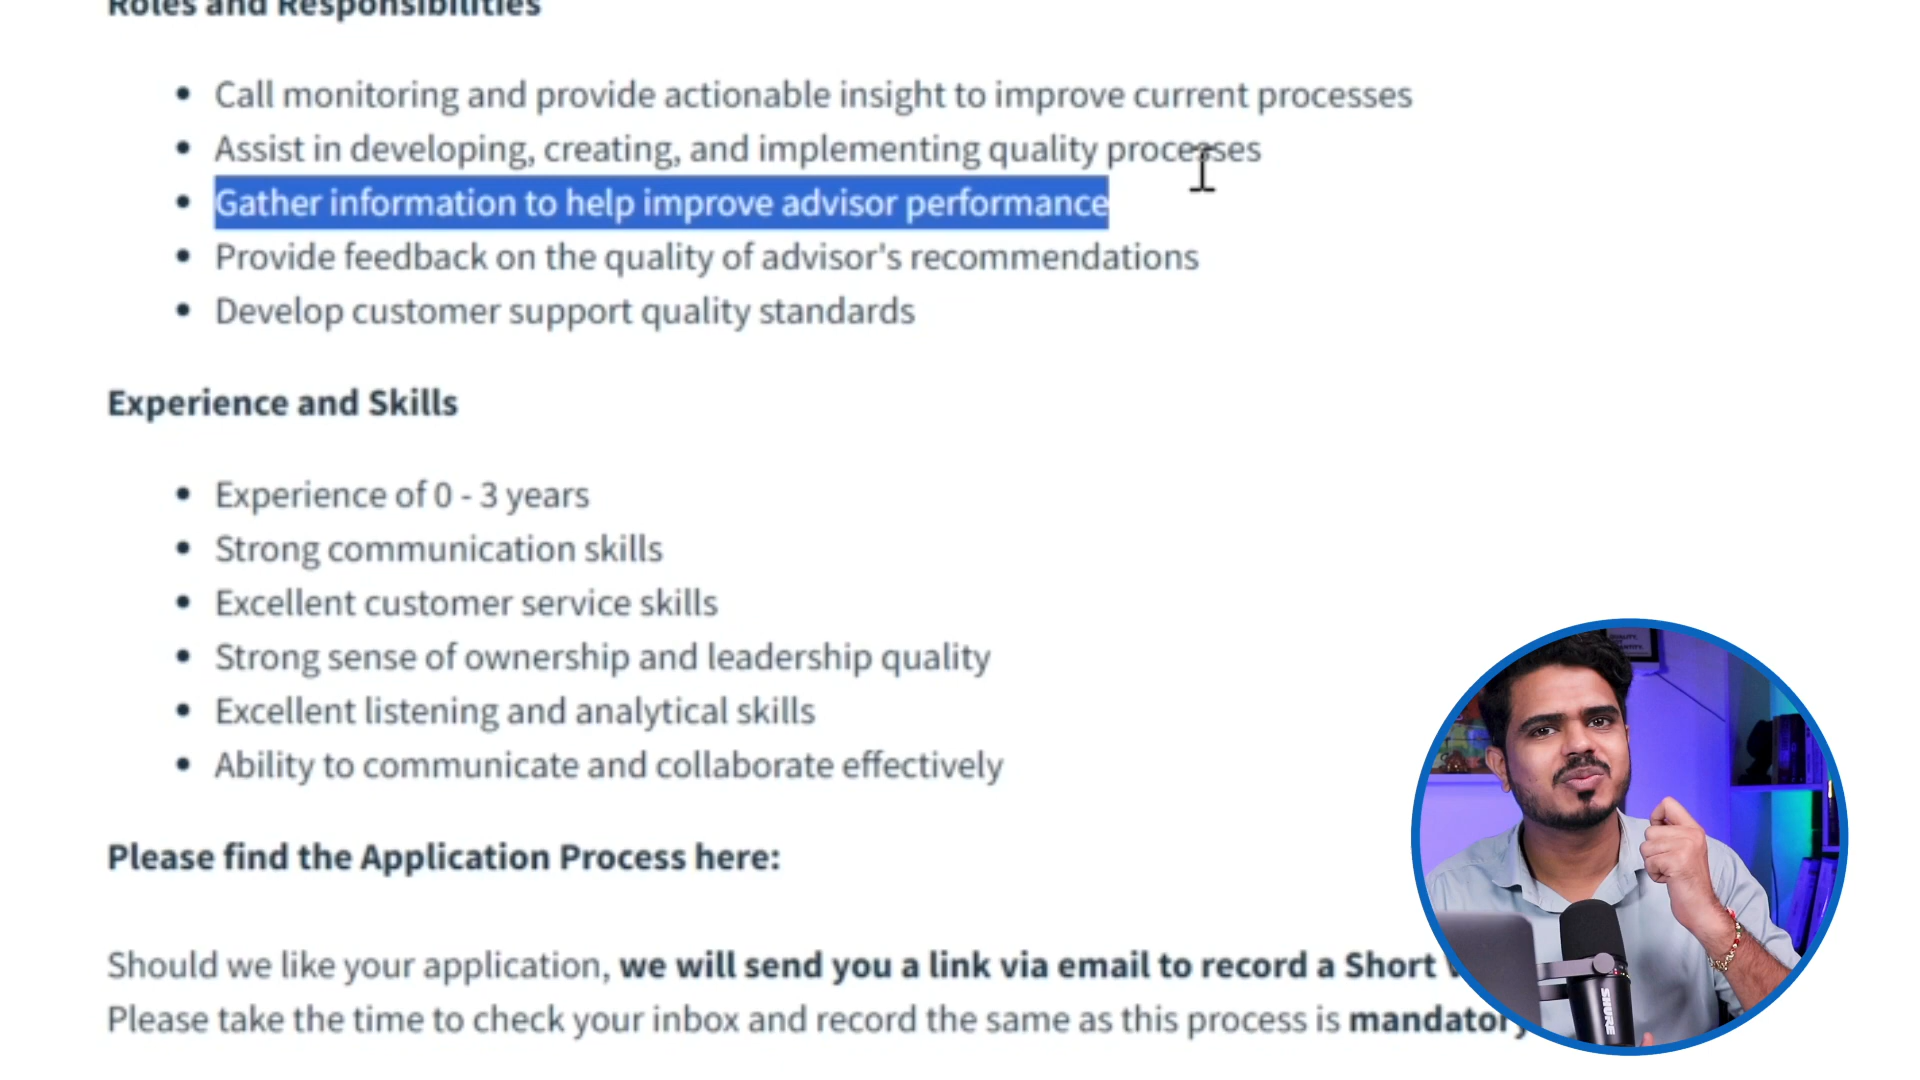 Roles and Responsibilities
Call monitoring and provide actionable insight to improve current processes
Assist in developing, creating, and implementing quality processes
Gather information to help improve advisor performance
Provide feedback on the quality of advisor's recommendations
Develop customer support quality standards
Experience and Skills
Experience of 0 - 3 years
Strong communication skills
Excellent customer service skills
Strong sense of ownership and leadership quality
Excellent listening and analytical skills
Ability to communicate and collaborate effectively
Please find the Application Process here:
Should we like your application, we will send you a link via email to record a Short
Please take the time to check your inbox and record the same as this process is mandatory
SHURE